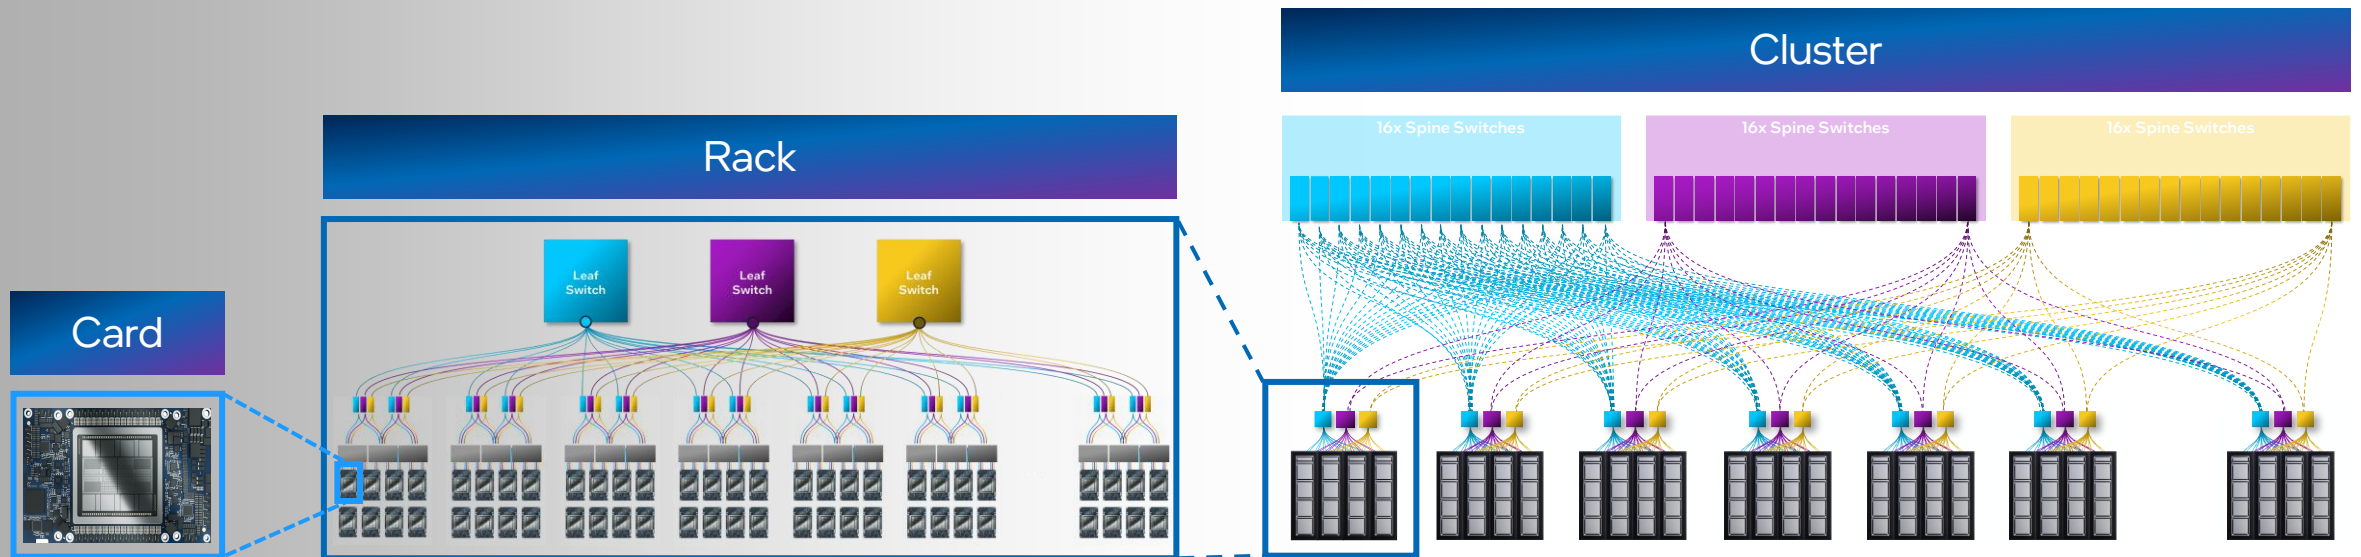 Cluster
16x Spine Switches
16x Spine Switches
16x Spine Switches
Rack
Leaf
Switch
Leaf
Switch
Leaf
Switch
Card